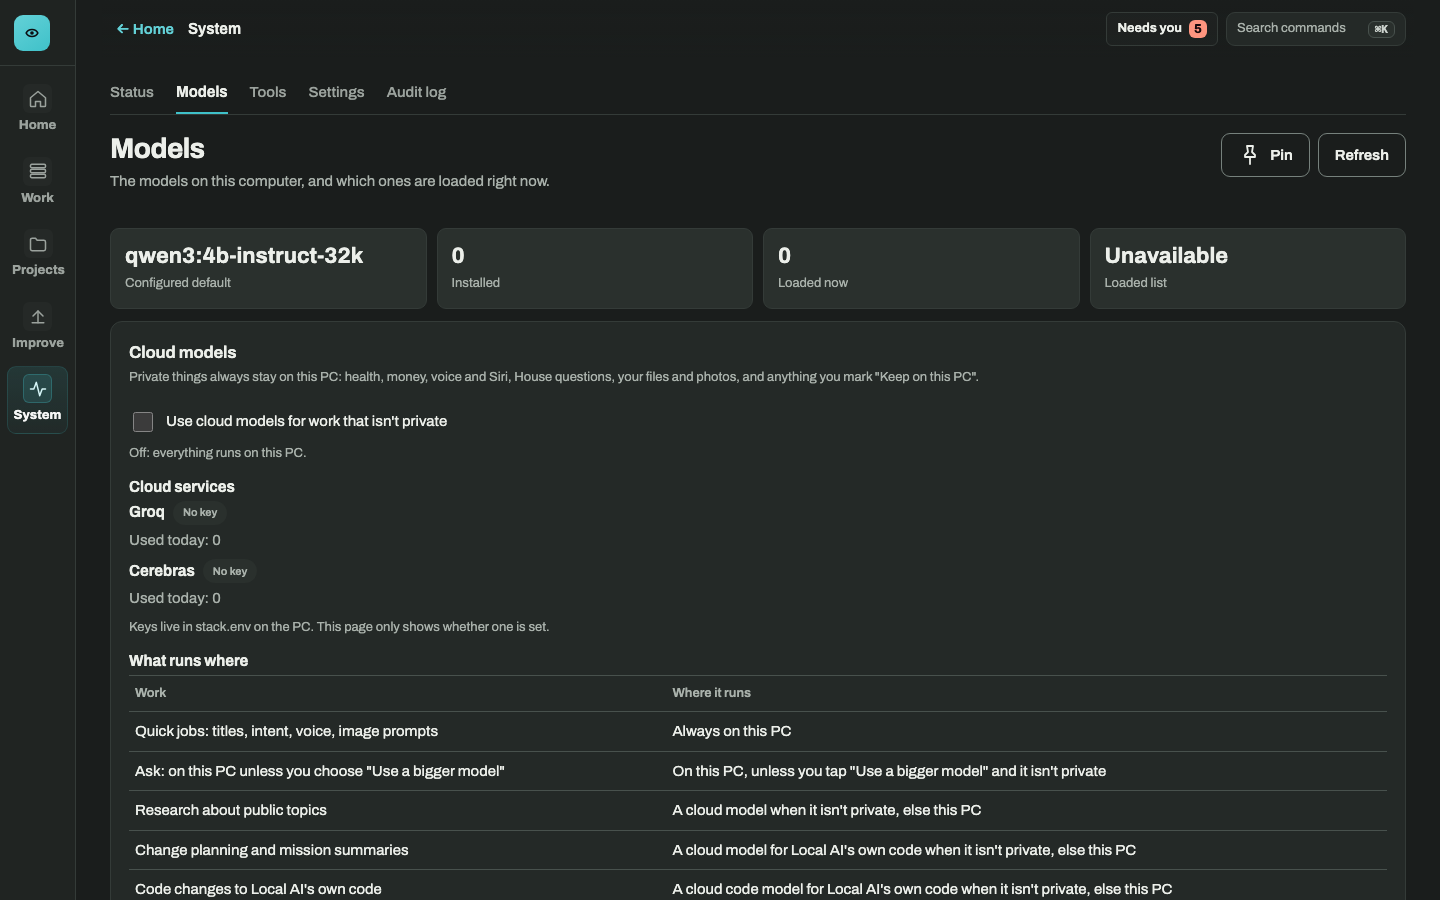 ← Home
System
Needs you 5
Search commands ⌘K
Home
Work
Projects
Improve
System
Status
Models
Tools
Settings
Audit log
Models
The models on this computer, and which ones are loaded right now.
Pin
Refresh
qwen3:4b-instruct-32k
Configured default
0
Installed
0
Loaded now
Unavailable
Loaded list
Cloud models
Private things always stay on this PC: health, money, voice and Siri, House questions, your files and photos, and anything you mark "Keep on this PC".
Use cloud models for work that isn't private
Off: everything runs on this PC.
Cloud services
Groq No key
Used today: 0
Cerebras No key
Used today: 0
Keys live in stack.env on the PC. This page only shows whether one is set.
What runs where
Work Where it runs
Quick jobs: titles, intent, voice, image prompts Always on this PC
Ask: on this PC unless you choose "Use a bigger model" On this PC, unless you tap "Use a bigger model" and it isn't private
Research about public topics A cloud model when it isn't private, else this PC
Change planning and mission summaries A cloud model for Local AI's own code when it isn't private, else this PC
Code changes to Local AI's own code A cloud code model for Local AI's own code when it isn't private, else this PC